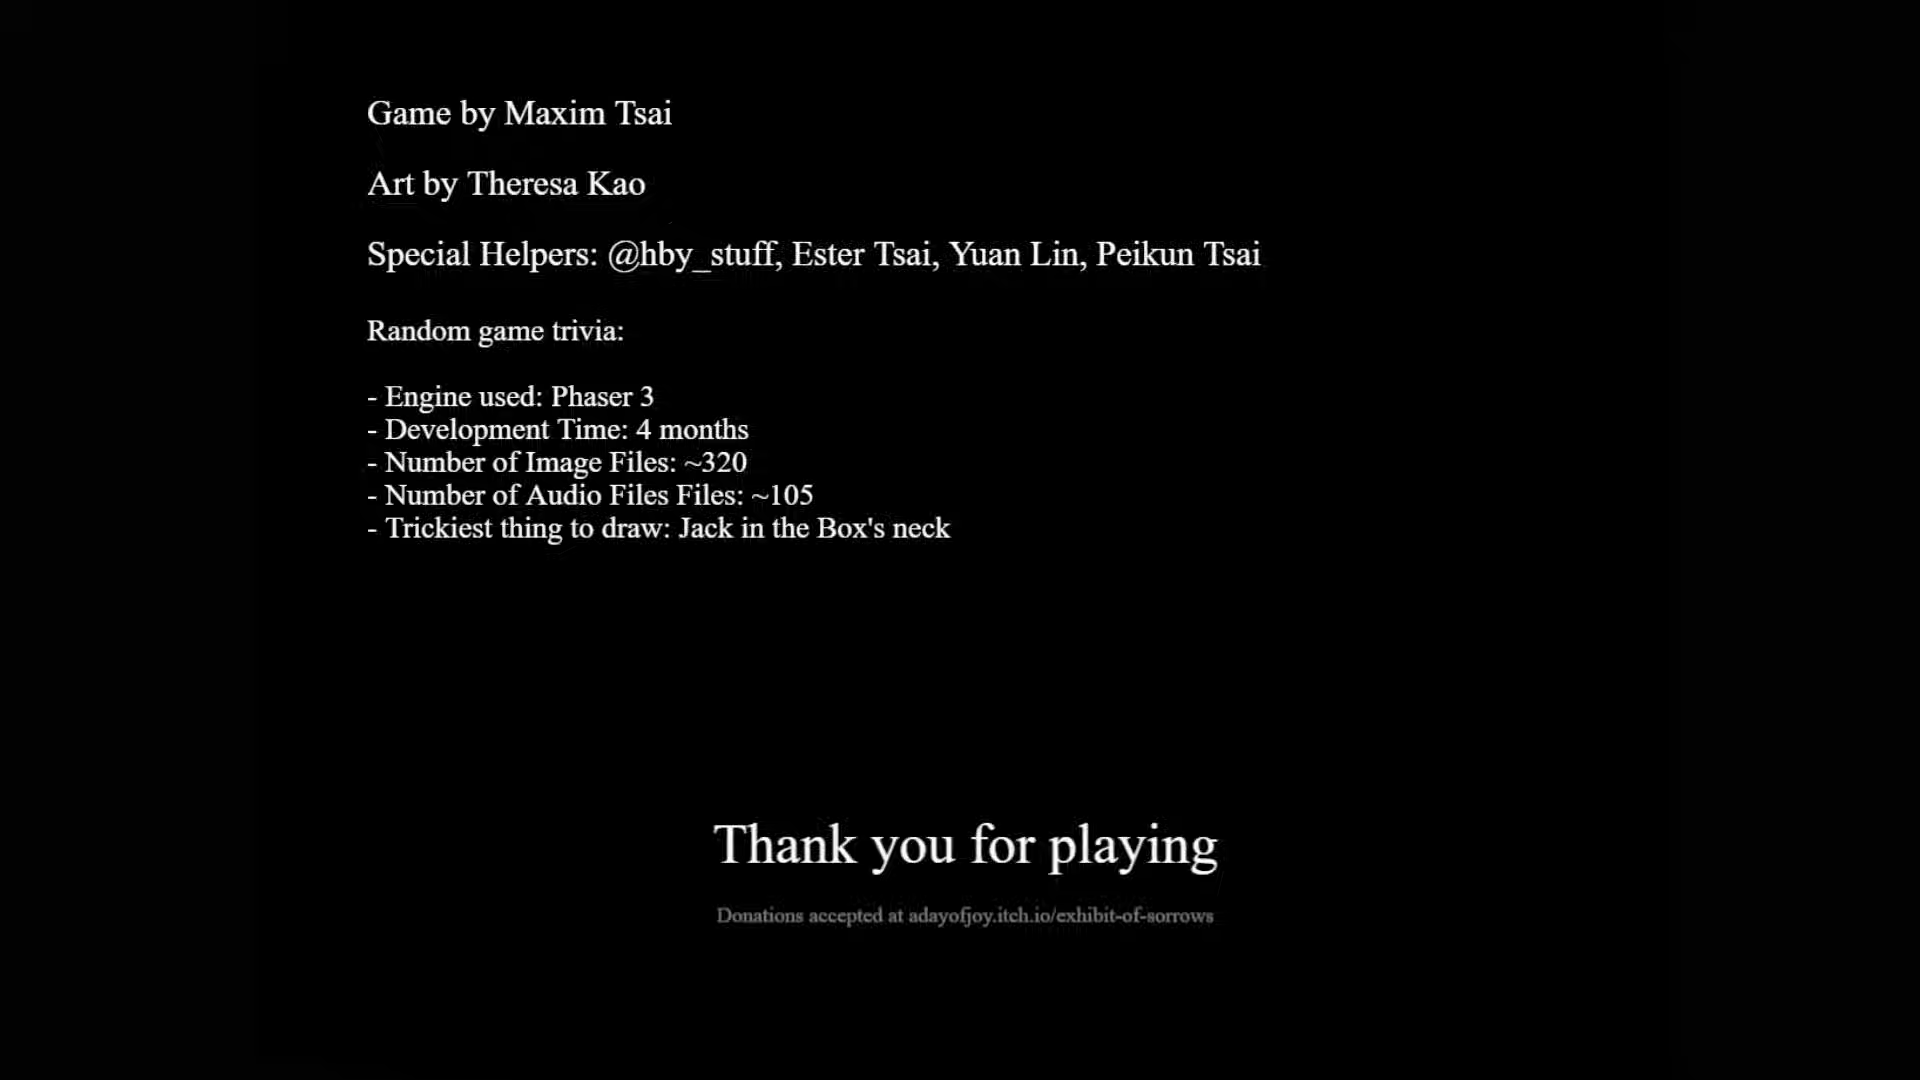 Game by Maxim Tsai
Art by Theresa Kao
Special Helpers: @hby_stuff, Ester Tsai, Yuan Lin, Peikun Tsai
Random game trivia:
- Engine used: Phaser 3
- Development Time: 4 months
- Number of Image Files: ~320
- Number of Audio Files Files: ~105
- Trickiest thing to draw: Jack in the Box's neck
Thank you for playing
Donations accepted at adayofjoy.itch.io/exhibit-of-sorrows